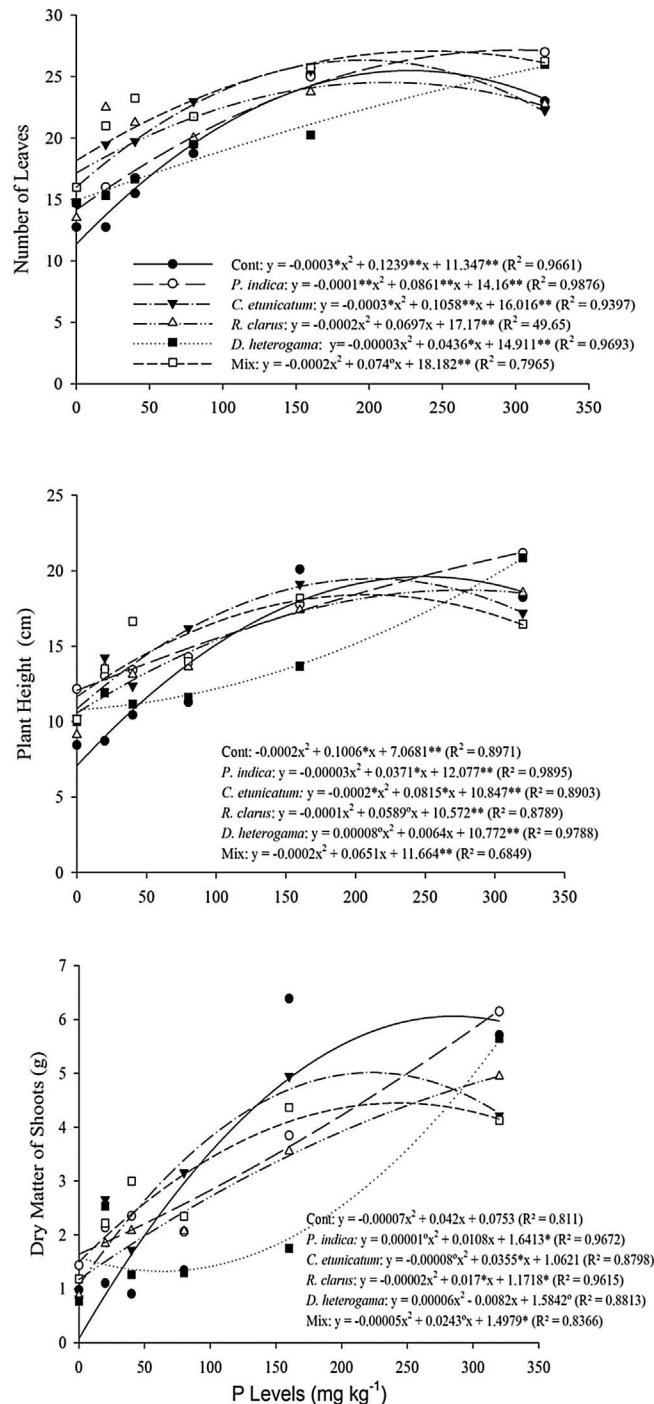 30
25
20
15
10
5
0
Number of Leaves
Cont: y = -0.0003*x² + 0.1239**x + 11.347** (R² = 0.9661)
P. indica: y = -0.0001**x² + 0.0861**x + 14.16** (R² = 0.9876)
C. etunicatum: y = -0.0003*x² + 0.1058**x + 16.016** (R² = 0.9397)
R. clarus: y = -0.0002x² + 0.0697x + 17.17** (R² = 49.65)
D. heterogama: y= -0.00003x² + 0.0436*x + 14.911** (R² = 0.9693)
Mix: y = -0.0002x² + 0.074ºx + 18.182** (R² = 0.7965)
0 50 100 150 200 250 300 350
25
20
15
10
5
0
Plant Height (cm)
Cont: -0.0002x² + 0.1006*x + 7.0681** (R² = 0.8971)
P. indica: y = -0.00003x² + 0.0371*x + 12.077** (R² = 0.9895)
C. etunicatum: y = -0.0002*x² + 0.0815*x + 10.847** (R² = 0.8903)
R. clarus: y = -0.0001x² + 0.0589ºx + 10.572** (R² = 0.8789)
D. heterogama: y = 0.00008ºx² + 0.0064x + 10.772** (R² = 0.9788)
Mix: y = -0.0002x² + 0.0651x + 11.664** (R² = 0.6849)
0 50 100 150 200 250 300 350
7
6
5
4
3
2
1
0
Dry Matter of Shoots (g)
Cont: y = -0.00007x² + 0.042x + 0.0753 (R² = 0.811)
P. indica: y = 0.00001ºx² + 0.0108x + 1.6413* (R² = 0.9672)
C. etunicatum: y = -0.00008ºx² + 0.0355*x + 1.0621 (R² = 0.8798)
R. clarus: y = -0.00002x² + 0.017*x + 1.1718* (R² = 0.9615)
D. heterogama: y = 0.00006x² - 0.0082x + 1.5842º (R² = 0.8813)
Mix: y = -0.00005x² + 0.0243ºx + 1.4979* (R² = 0.8366)
0 50 100 150 200 250 300 350
P Levels (mg kg⁻¹)